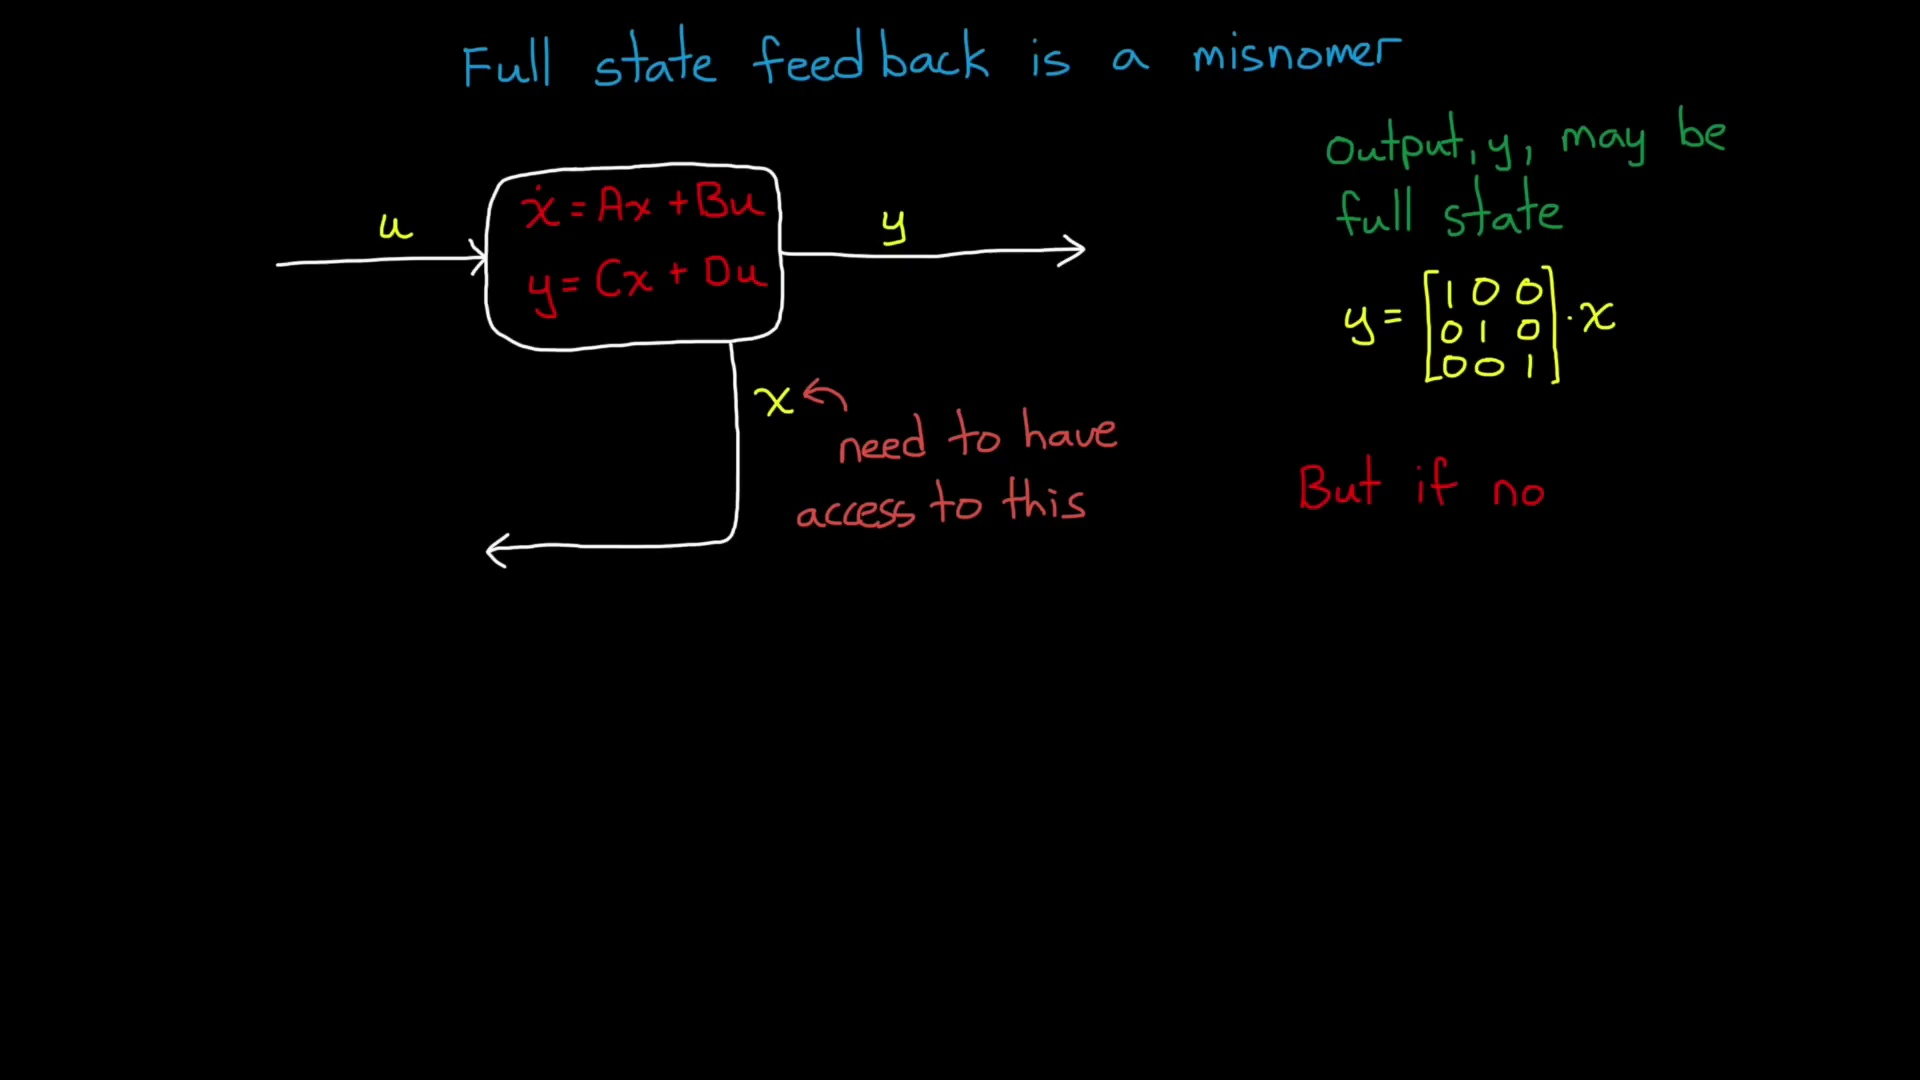 Full state feedback is a misnomer
u
ẋ = Ax + Bu
y = Cx + Du
y
x
need to have
access to this
output, y, may be
full state
y = [1 0 0
0 1 0
0 0 1] · x
But if no